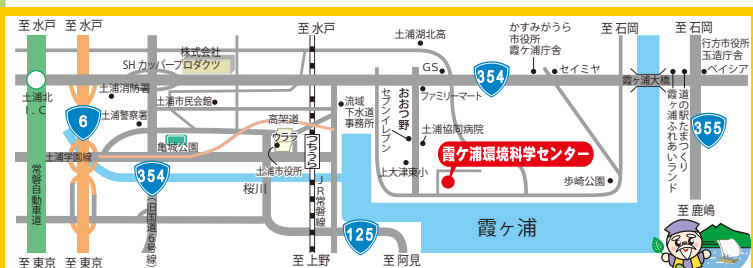 至 水戸
至 水戸
至 水戸
土浦湖北高
かすみがうら
市役所
霞ヶ浦庁舎
至 石岡
至 石岡
行方市役所
玉造庁舎
ベイシア
株式会社
SHカッパープロダクツ
GS
354
セイミヤ
霞ヶ浦大橋
土浦北
I.C
土浦消防署
土浦市民会館
流域
下水道
事務所
ファミリーマート
おおつ野
セブンイレブン
道の駅たまつくり
霞ヶ浦ふれあいランド
6
土浦警察署
高架道
土浦協同病院
355
亀城公園
ウララ
つちうら
土浦学園線
土浦市役所
霞ケ浦環境科学センター
354
上大津東小
歩崎公園
常磐自動車道
(旧国道6号線)
桜川
JR常磐線
至 鹿嶋
125
霞ヶ浦
至 東京
至 東京
至 上野
至 阿見